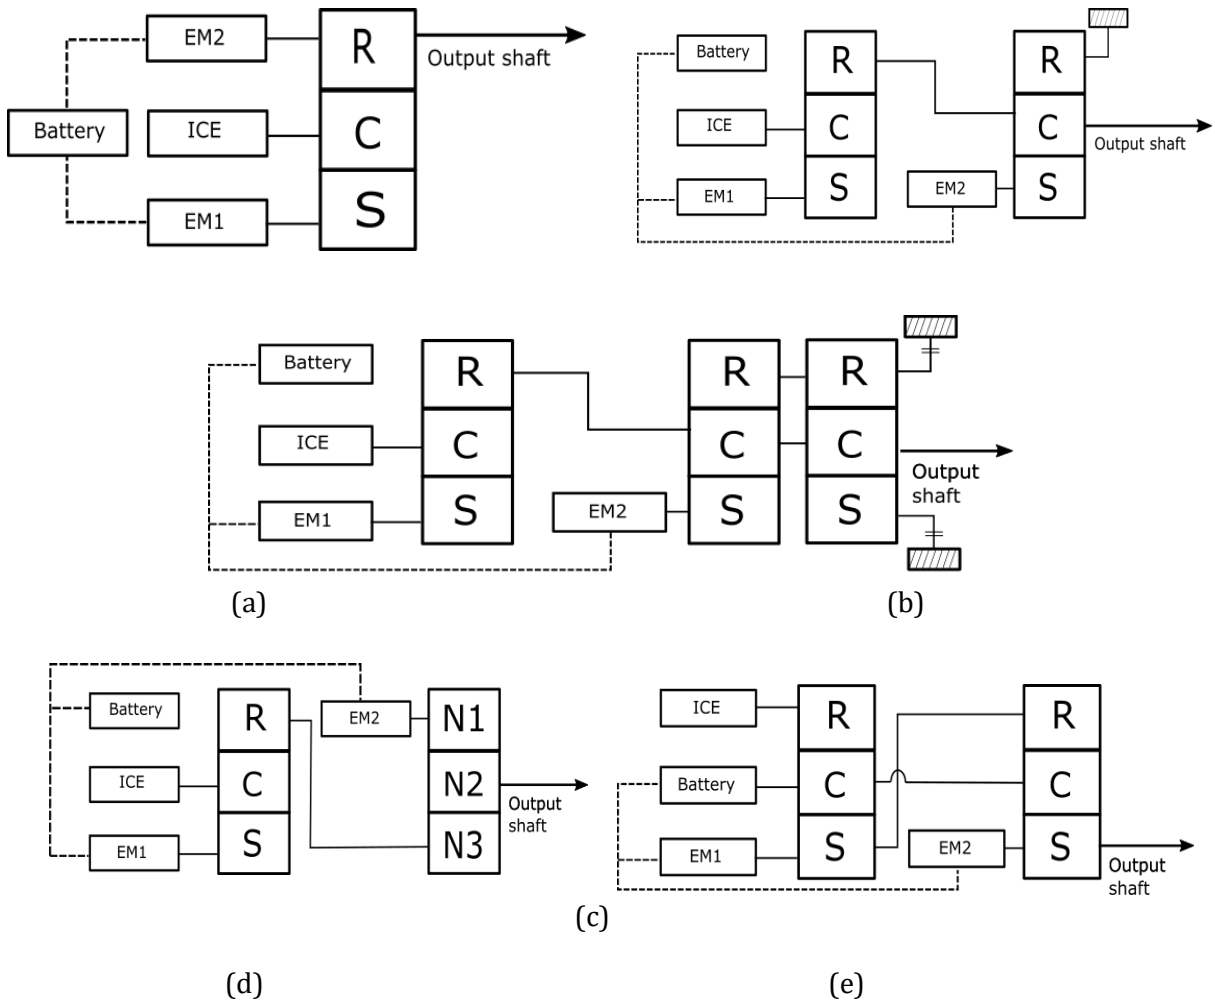 EM2
R
Output shaft
Battery
ICE
C
EM1
S
Battery
R
R
ICE
C
C
Output shaft
EM1
S
EM2
S
Battery
R
R
R
ICE
C
C
C
Output
shaft
EM1
S
EM2
S
S
(a)
(b)
Battery
R
EM2
N1
ICE
C
N2
Output
shaft
EM1
S
N3
ICE
R
R
Battery
C
C
EM1
S
EM2
S
Output
shaft
(c)
(d)
(e)